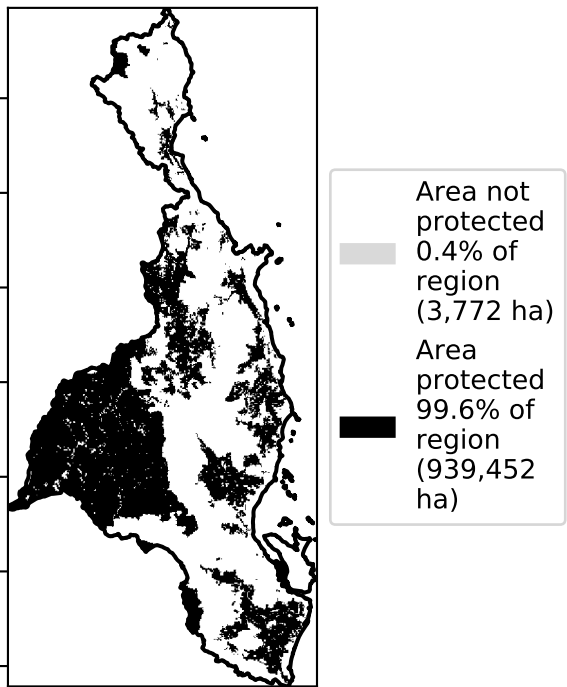 Area not
protected
0.4% of
region
(3,772 ha)
Area
protected
99.6% of
region
(939,452
ha)